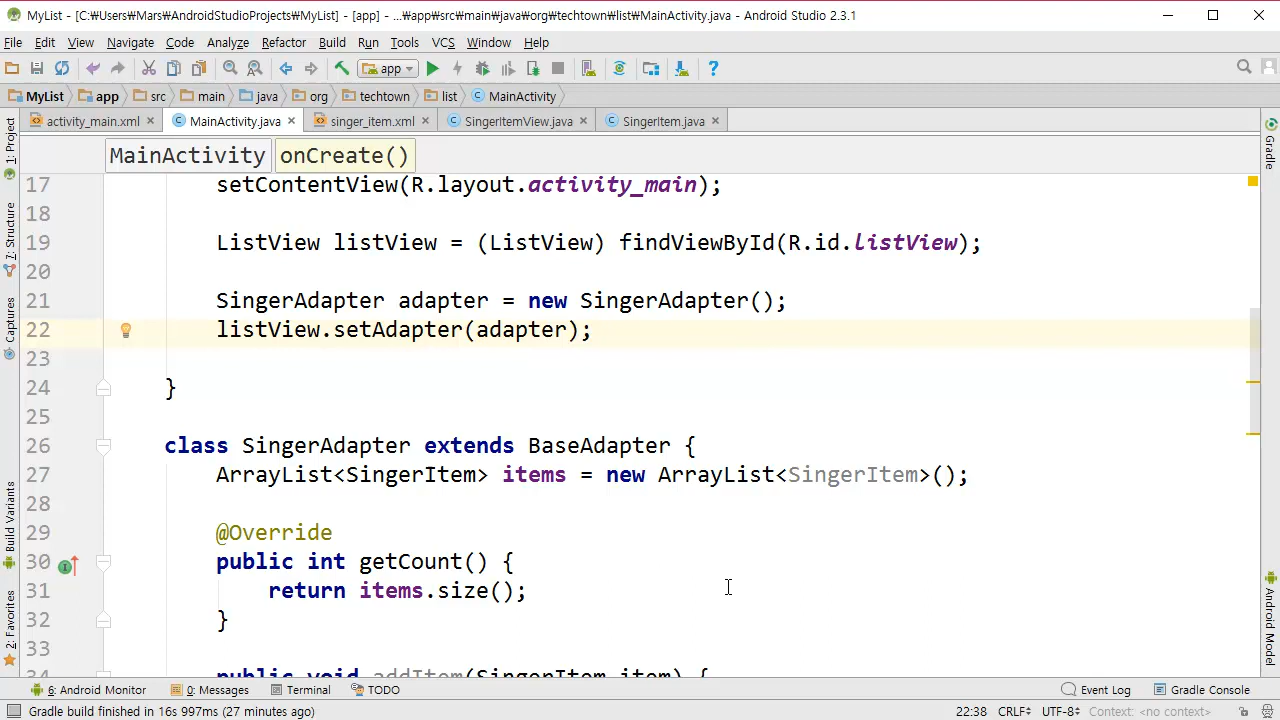 MyList - [C:₩Users₩Mars₩AndroidStudioProjects₩MyList] - [app] - ...₩app₩src₩main₩java₩org₩techtown₩list₩MainActivity.java - Android Studio 2.3.1
File Edit View Navigate Code Analyze Refactor Build Run Tools VCS Window Help
app
MyList app src main java org techtown list MainActivity
activity_main.xml MainActivity.java singer_item.xml SingerItemView.java SingerItem.java
MainActivity onCreate()
17 setContentView(R.layout.activity_main);
18
19 ListView listView = (ListView) findViewById(R.id.listView);
20
21 SingerAdapter adapter = new SingerAdapter();
22 listView.setAdapter(adapter);
23
24 }
25
26 class SingerAdapter extends BaseAdapter {
27 ArrayList<SingerItem> items = new ArrayList<SingerItem>();
28
29 @Override
30 public int getCount() {
31 return items.size();
32 }
33
34 public void addItem(SingerItem item) {
1: Project
7: Structure
Captures
Build Variants
2: Favorites
Gradle
Android Model
6: Android Monitor 0: Messages Terminal TODO Event Log Gradle Console
Gradle build finished in 16s 997ms (27 minutes ago) 22:38 CRLF UTF-8 Context: <no context>